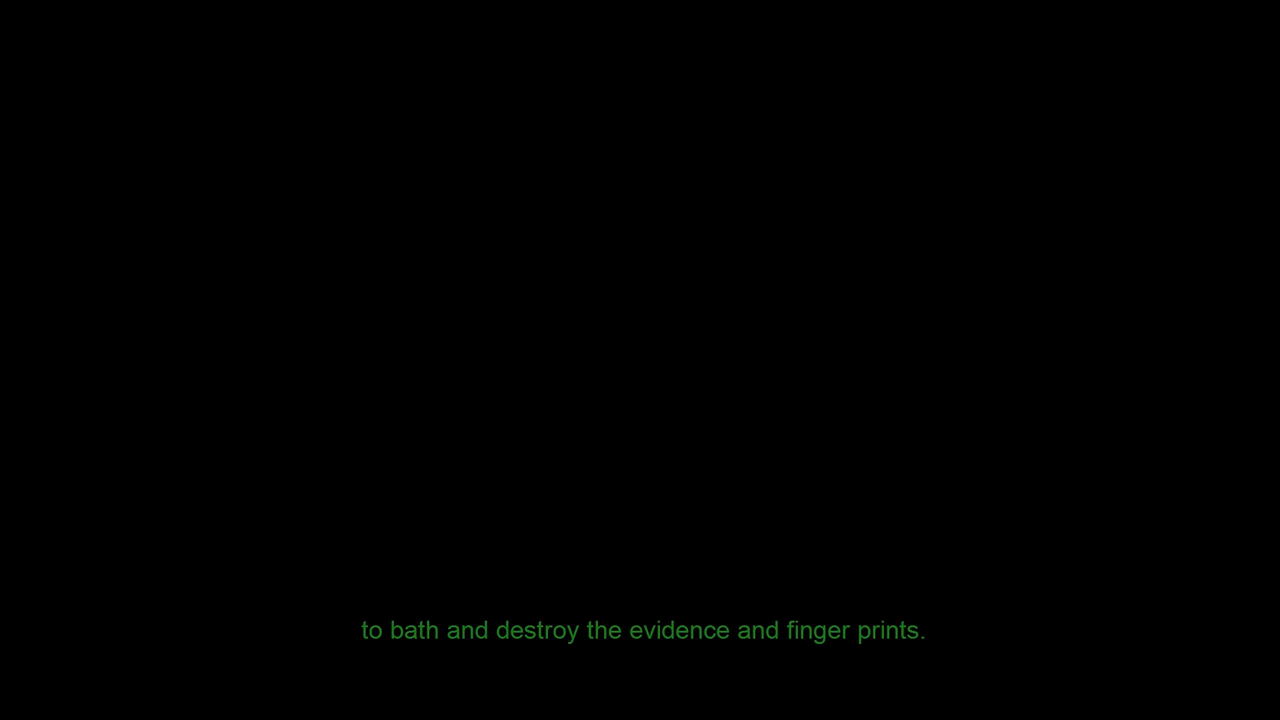 to bath and destroy the evidence and finger prints.